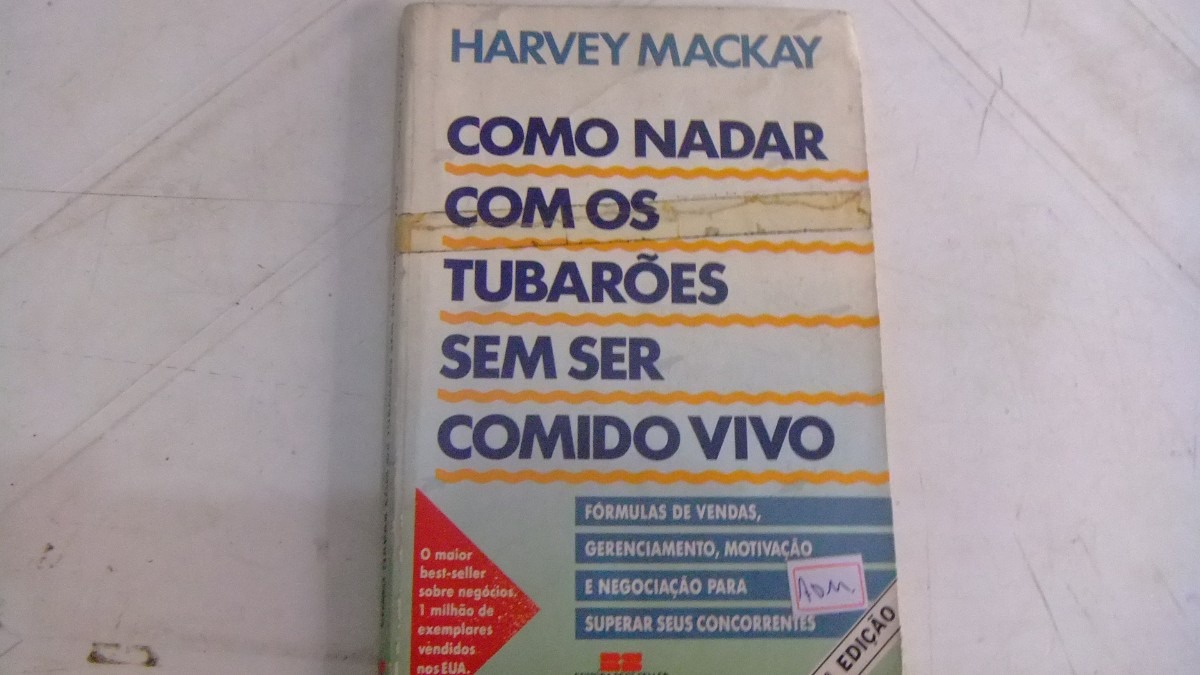 HARVEY MACKAY
COMO NADAR
COM OS
TUBARÕES
SEM SER
COMIDO VIVO
FÓRMULAS DE VENDAS,
GERENCIAMENTO, MOTIVAÇÃO
E NEGOCIAÇÃO PARA
SUPERAR SEUS CONCORRENTES
O maior
best-seller
sobre negócios.
1 milhão de
exemplares
vendidos
nos EUA.
ADM.
EDIÇÃO